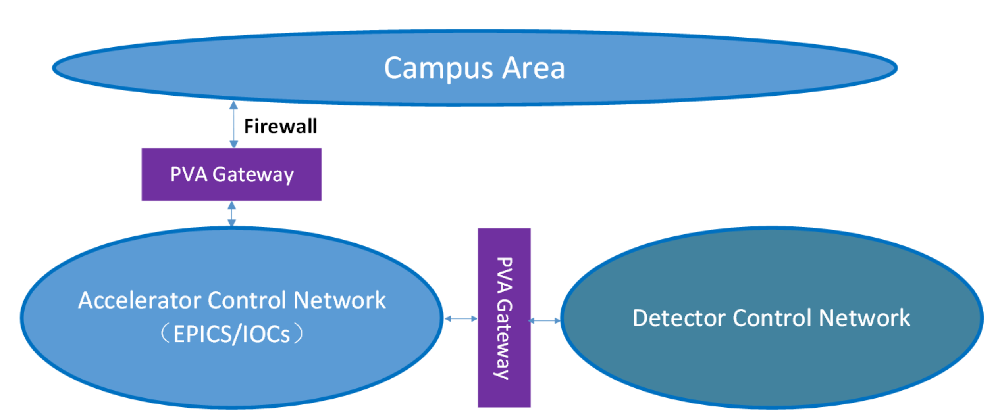 Campus Area
Firewall
PVA Gateway
Accelerator Control Network
（EPICS/IOCs）
PVA Gateway
Detector Control Network